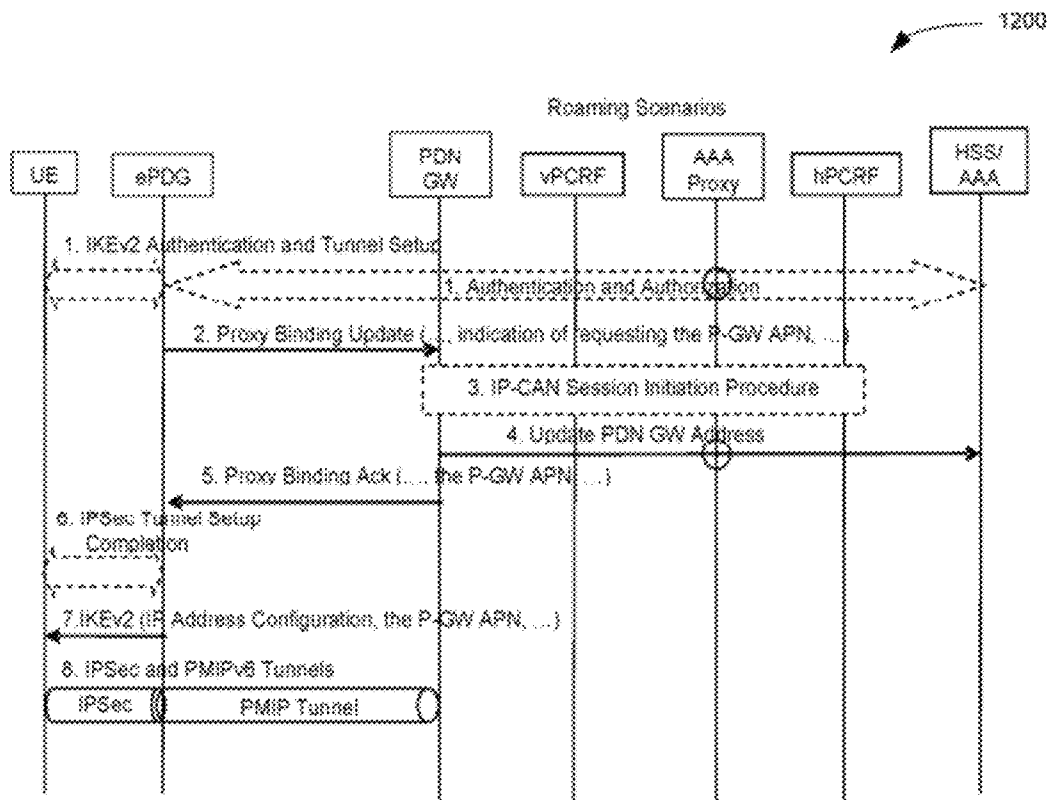 1200
Roaming Scenarios
UE
ePDG
PDN
GW
vPCRF
AAA
Proxy
hPCRF
HSS/
AAA
1. IKEv2 Authentication and Tunnel Setup
1. Authentication and Authorization
2. Proxy Binding Update (…, indication of requesting the P-GW APN, …)
3. IP-CAN Session Initiation Procedure
4. Update PDN GW Address
5. Proxy Binding Ack (…, the P-GW APN, …)
6. IPSec Tunnel Setup
Completion
7.IKEv2 (IP Address Configuration, the P-GW APN, …)
8. IPSec and PMIPv6 Tunnels
IPSec
PMIP Tunnel